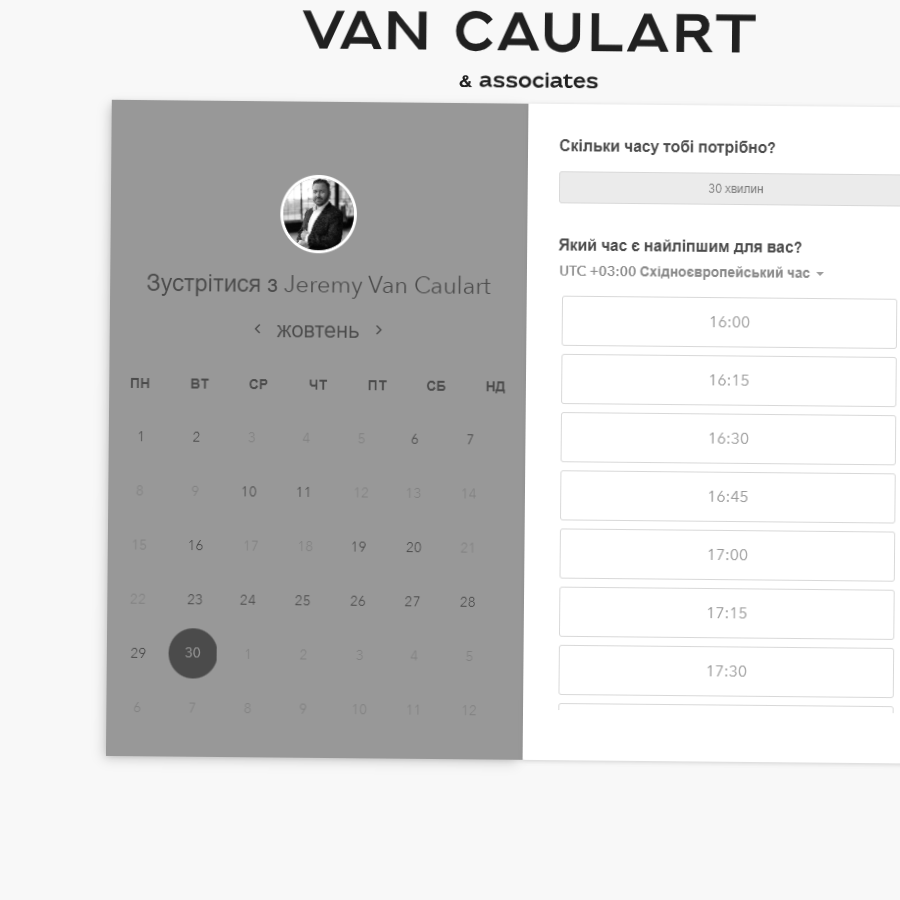 VAN CAULART
& associates
Зустрітися з Jeremy Van Caulart
жовтень
ПН ВТ СР ЧТ ПТ СБ НД
1 2 3 4 5 6 7
8 9 10 11 12 13 14
15 16 17 18 19 20 21
22 23 24 25 26 27 28
29 30 1 2 3 4 5
6 7 8 9 10 11 12
Скільки часу тобі потрібно?
30 хвилин
Який час є найліпшим для вас?
UTC +03:00 Східноєвропейський час
16:00
16:15
16:30
16:45
17:00
17:15
17:30